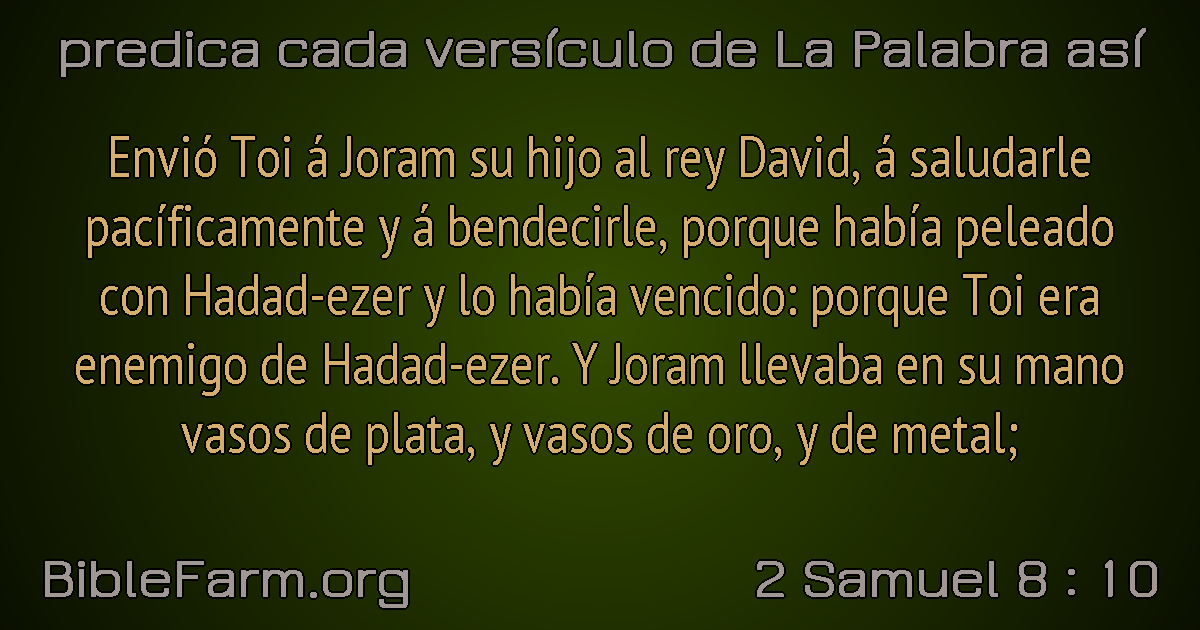 predica cada versículo de La Palabra así
Envió Toi á Joram su hijo al rey David, á saludarle
pacíficamente y á bendecirle, porque había peleado
con Hadad-ezer y lo había vencido: porque Toi era
enemigo de Hadad-ezer. Y Joram llevaba en su mano
vasos de plata, y vasos de oro, y de metal;
BibleFarm.org
2 Samuel 8 : 10